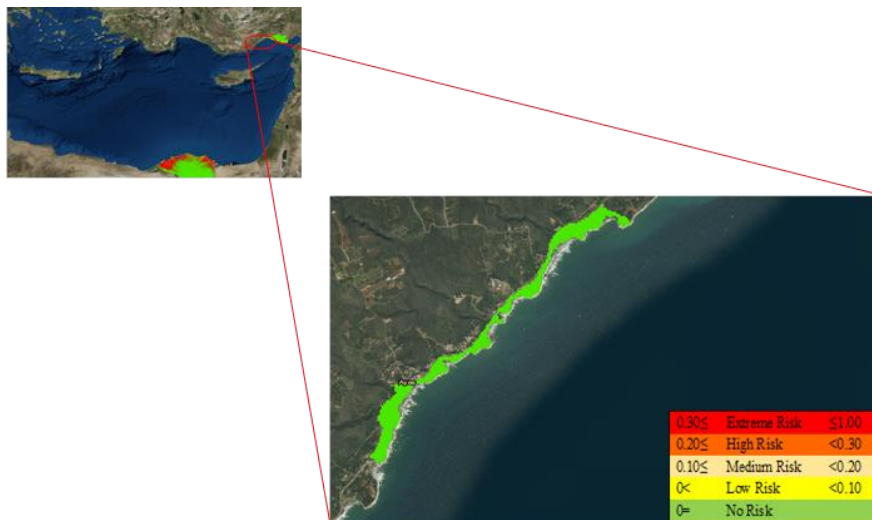 0.30≤ Extreme Risk ≤1.00
0.20≤ High Risk <0.30
0.10≤ Medium Risk <0.20
0< Low Risk <0.10
0= No Risk